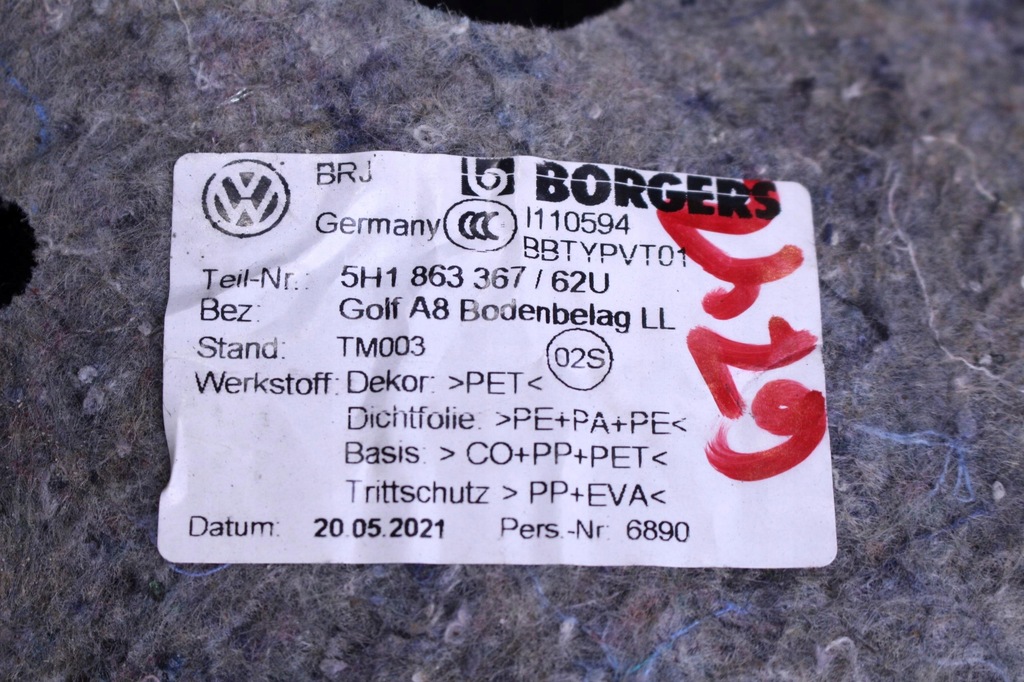 BRJ BORGERS
Germany CCC I110594
BBTYPVT01
Teil-Nr.: 5H1 863 367 / 62U
Bez: Golf A8 Bodenbelag LL
Stand: TM003 02S
Werkstoff: Dekor: >PET<
Dichtfolie: >PE+PA+PE<
Basis: > CO+PP+PET<
Trittschutz > PP+EVA<
Datum: 20.05.2021 Pers.-Nr: 6890